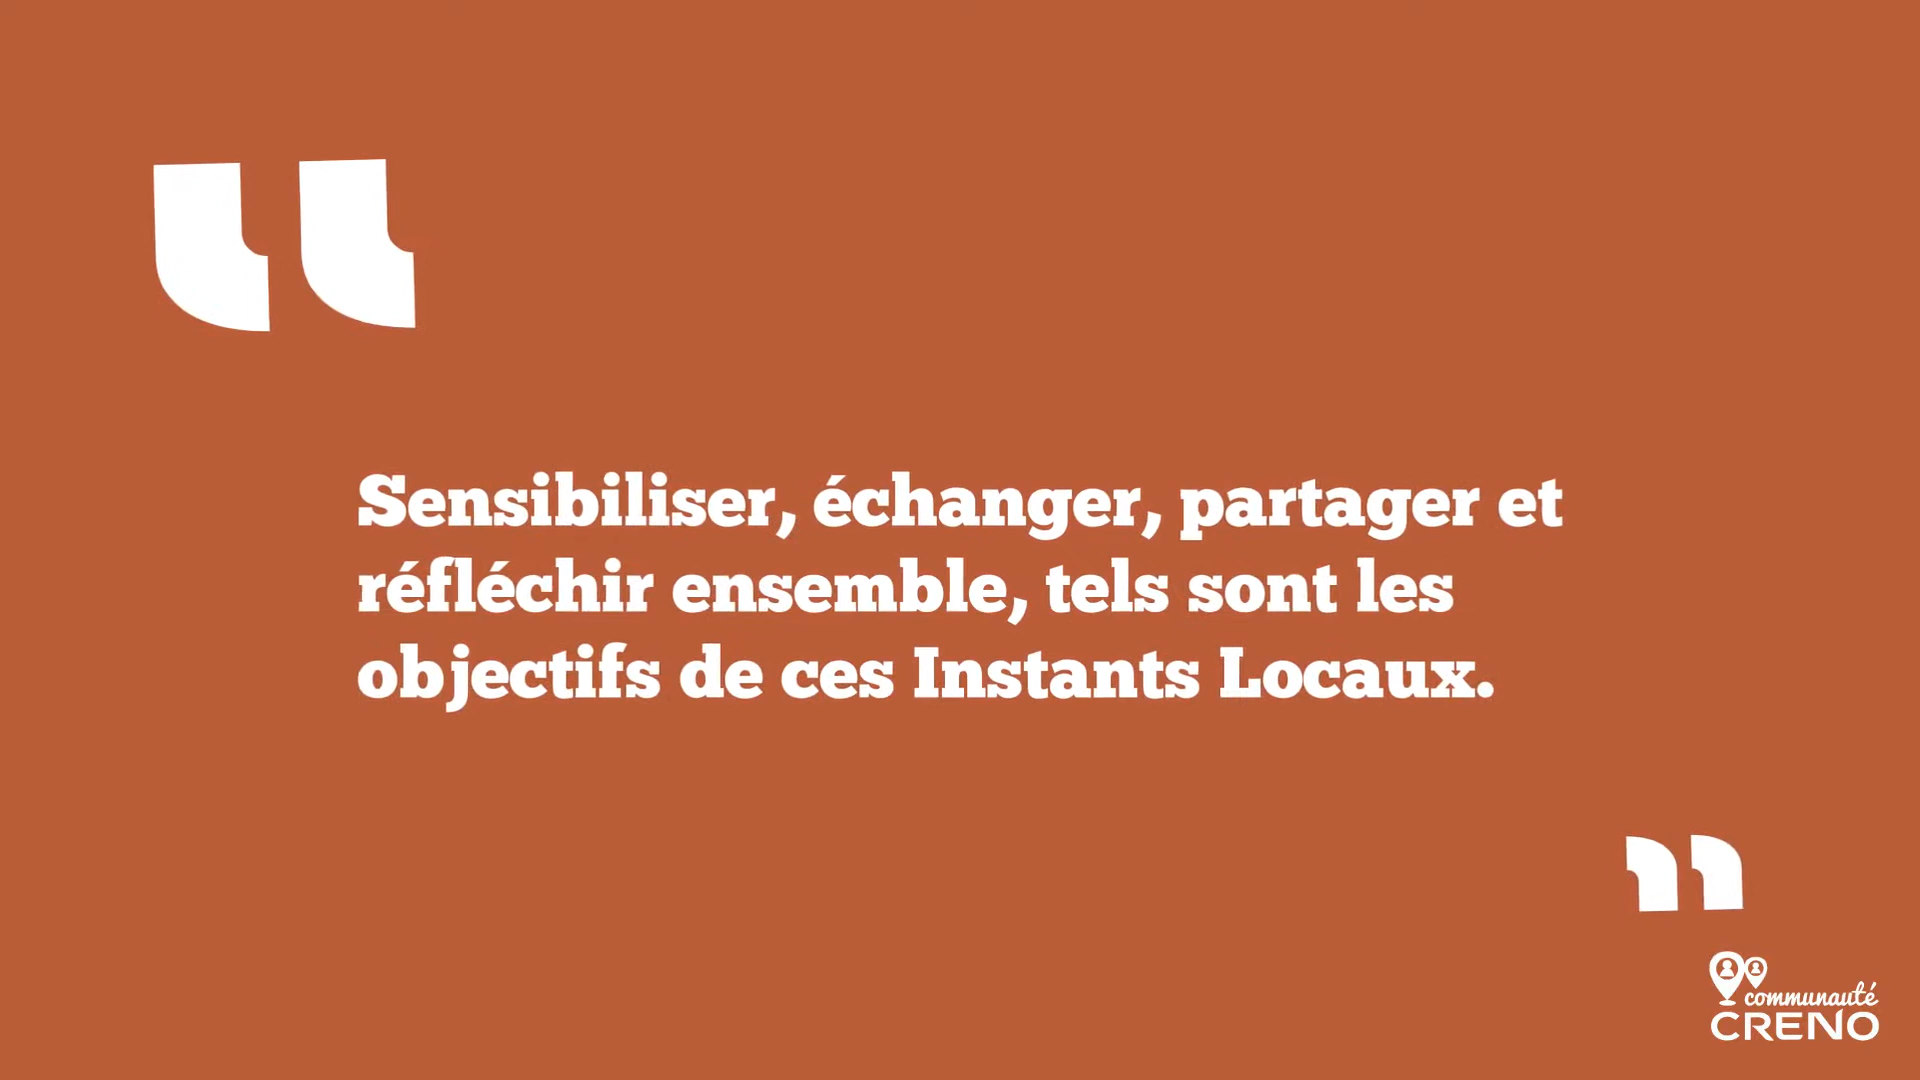 Sensibiliser, échanger, partager et
réfléchir ensemble, tels sont les
objectifs de ces Instants Locaux.
communauté
CRENO